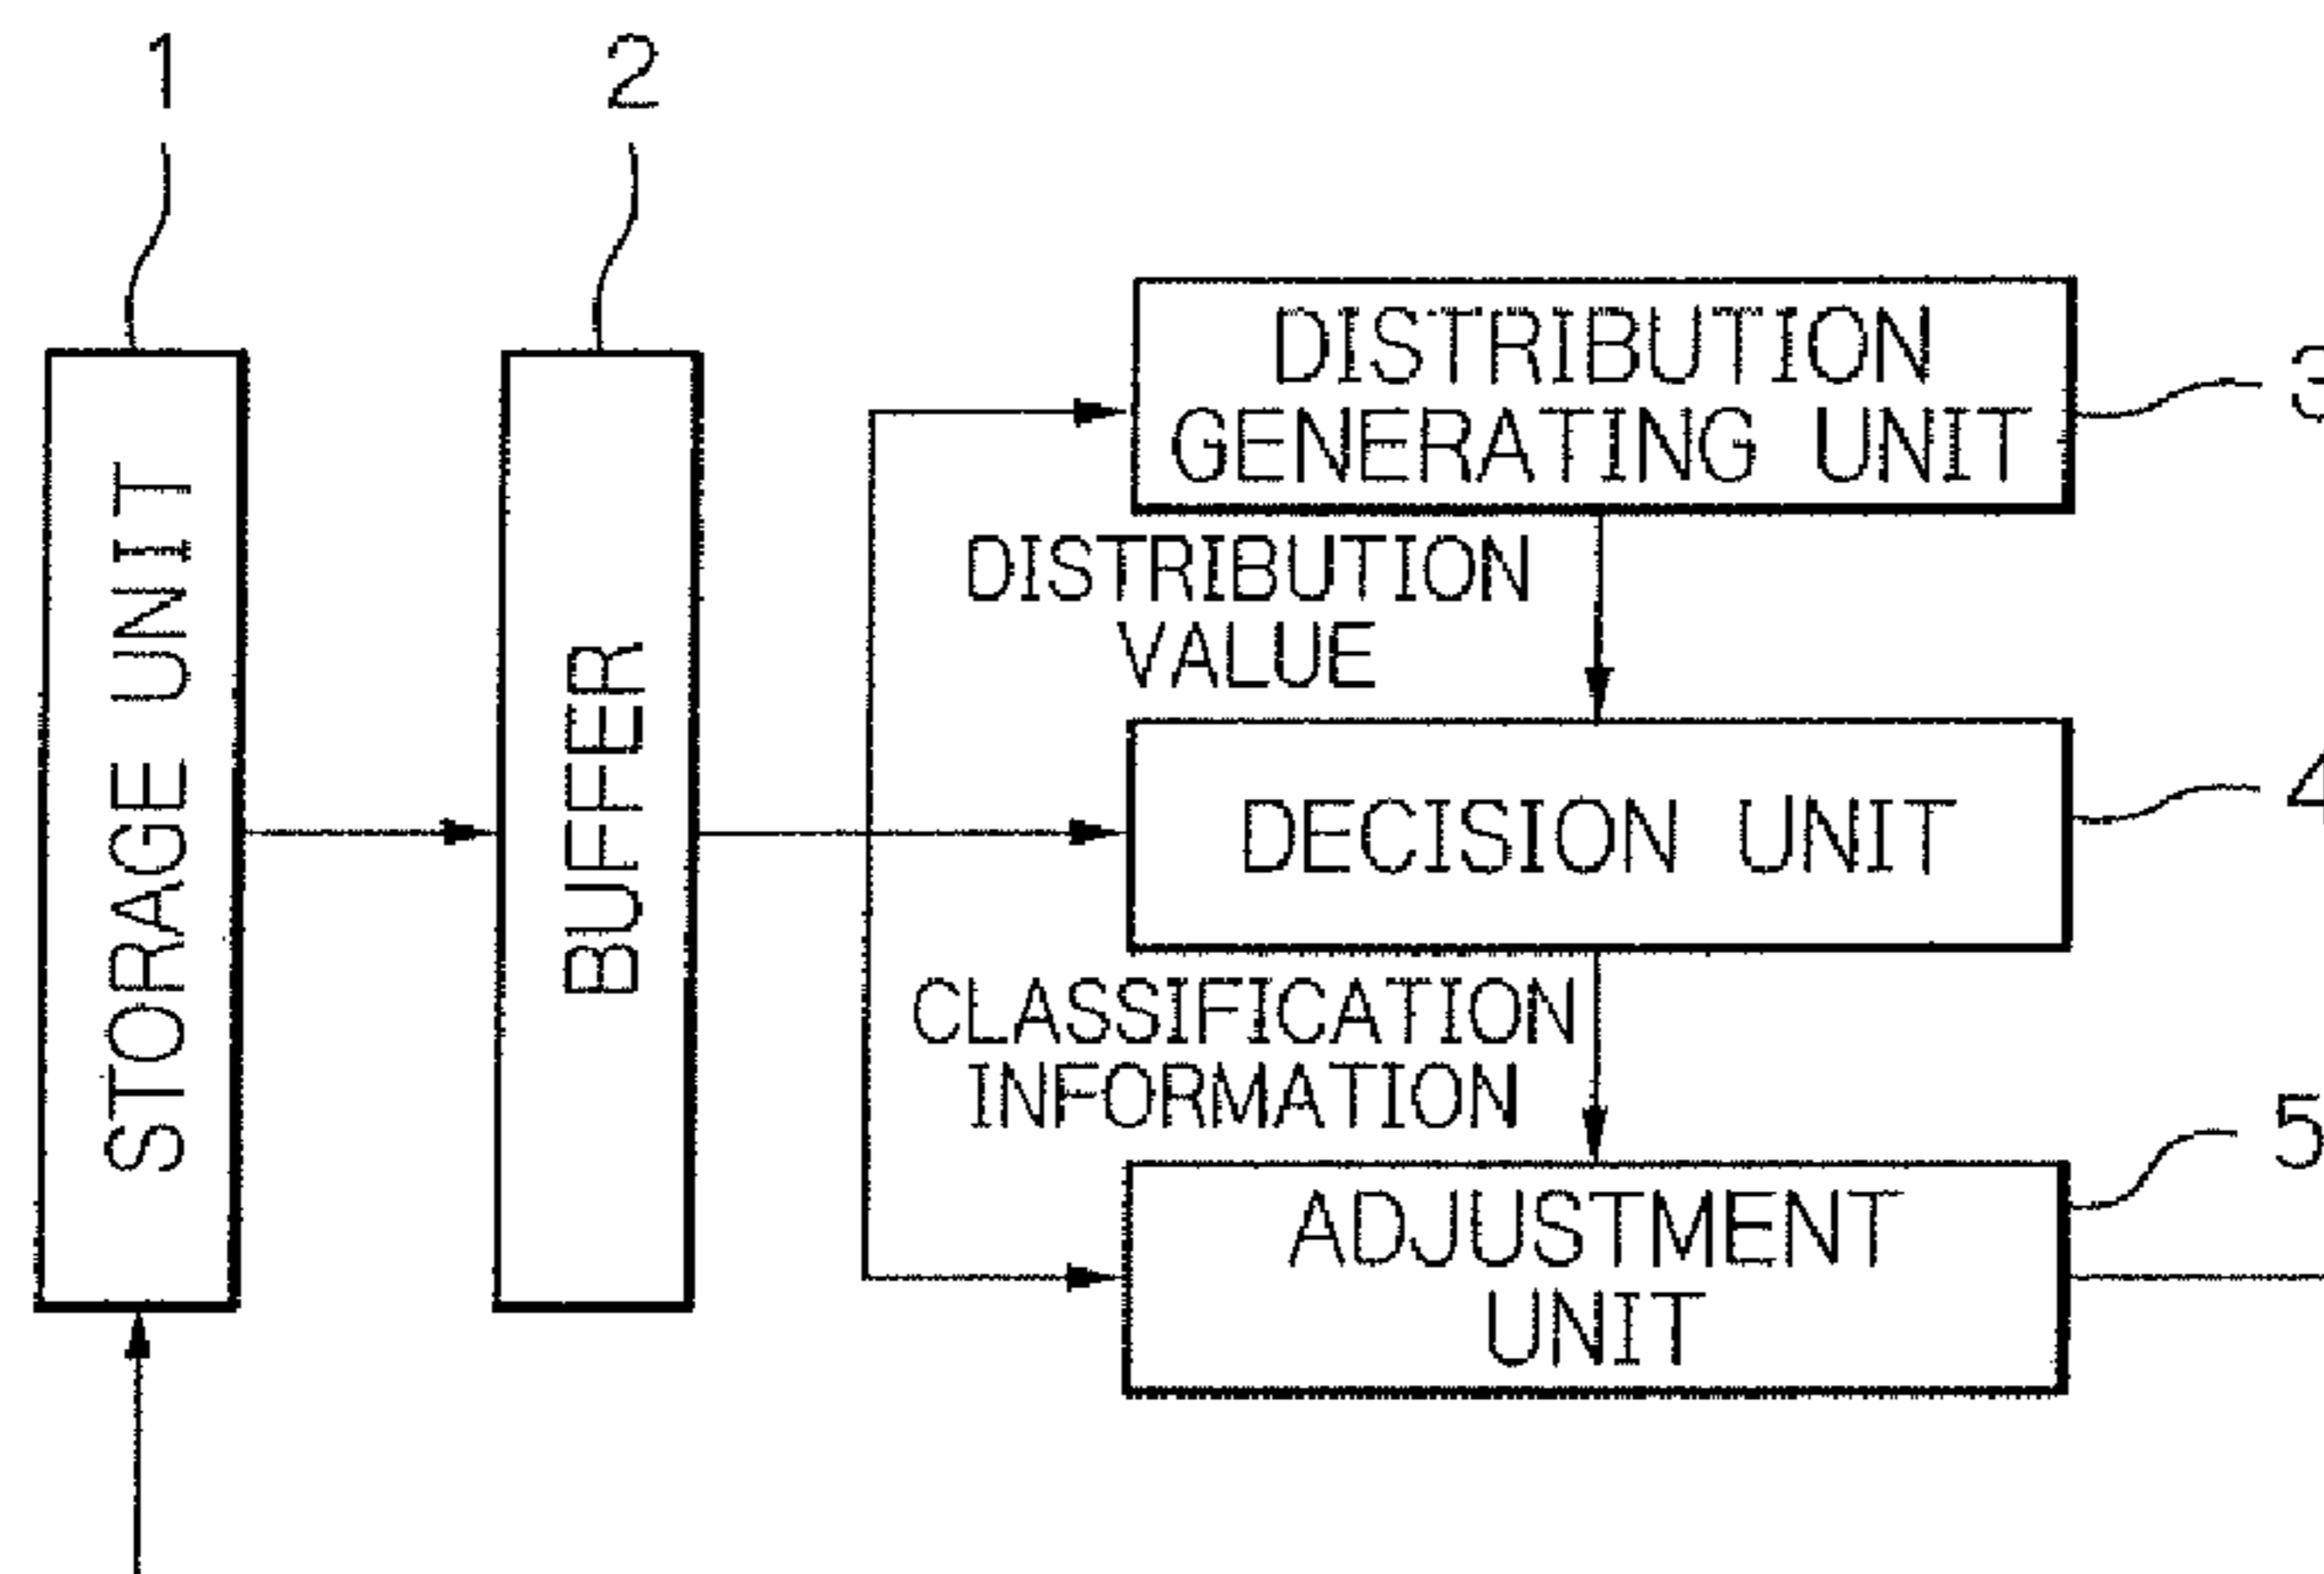 1
2
DISTRIBUTION
GENERATING UNIT
3
STORAGE UNIT
BUFFER
DISTRIBUTION
VALUE
DECISION UNIT
4
CLASSIFICATION
INFORMATION
ADJUSTMENT
UNIT
5